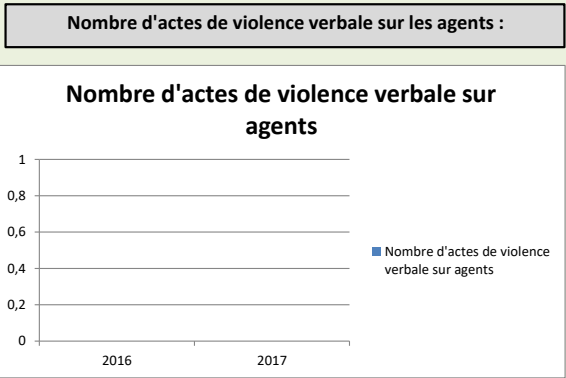 Nombre d'actes de violence verbale sur les agents :
Nombre d'actes de violence verbale sur
agents
1
0,8
0,6
0,4
0,2
0
2016
2017
Nombre d'actes de violence
verbale sur agents